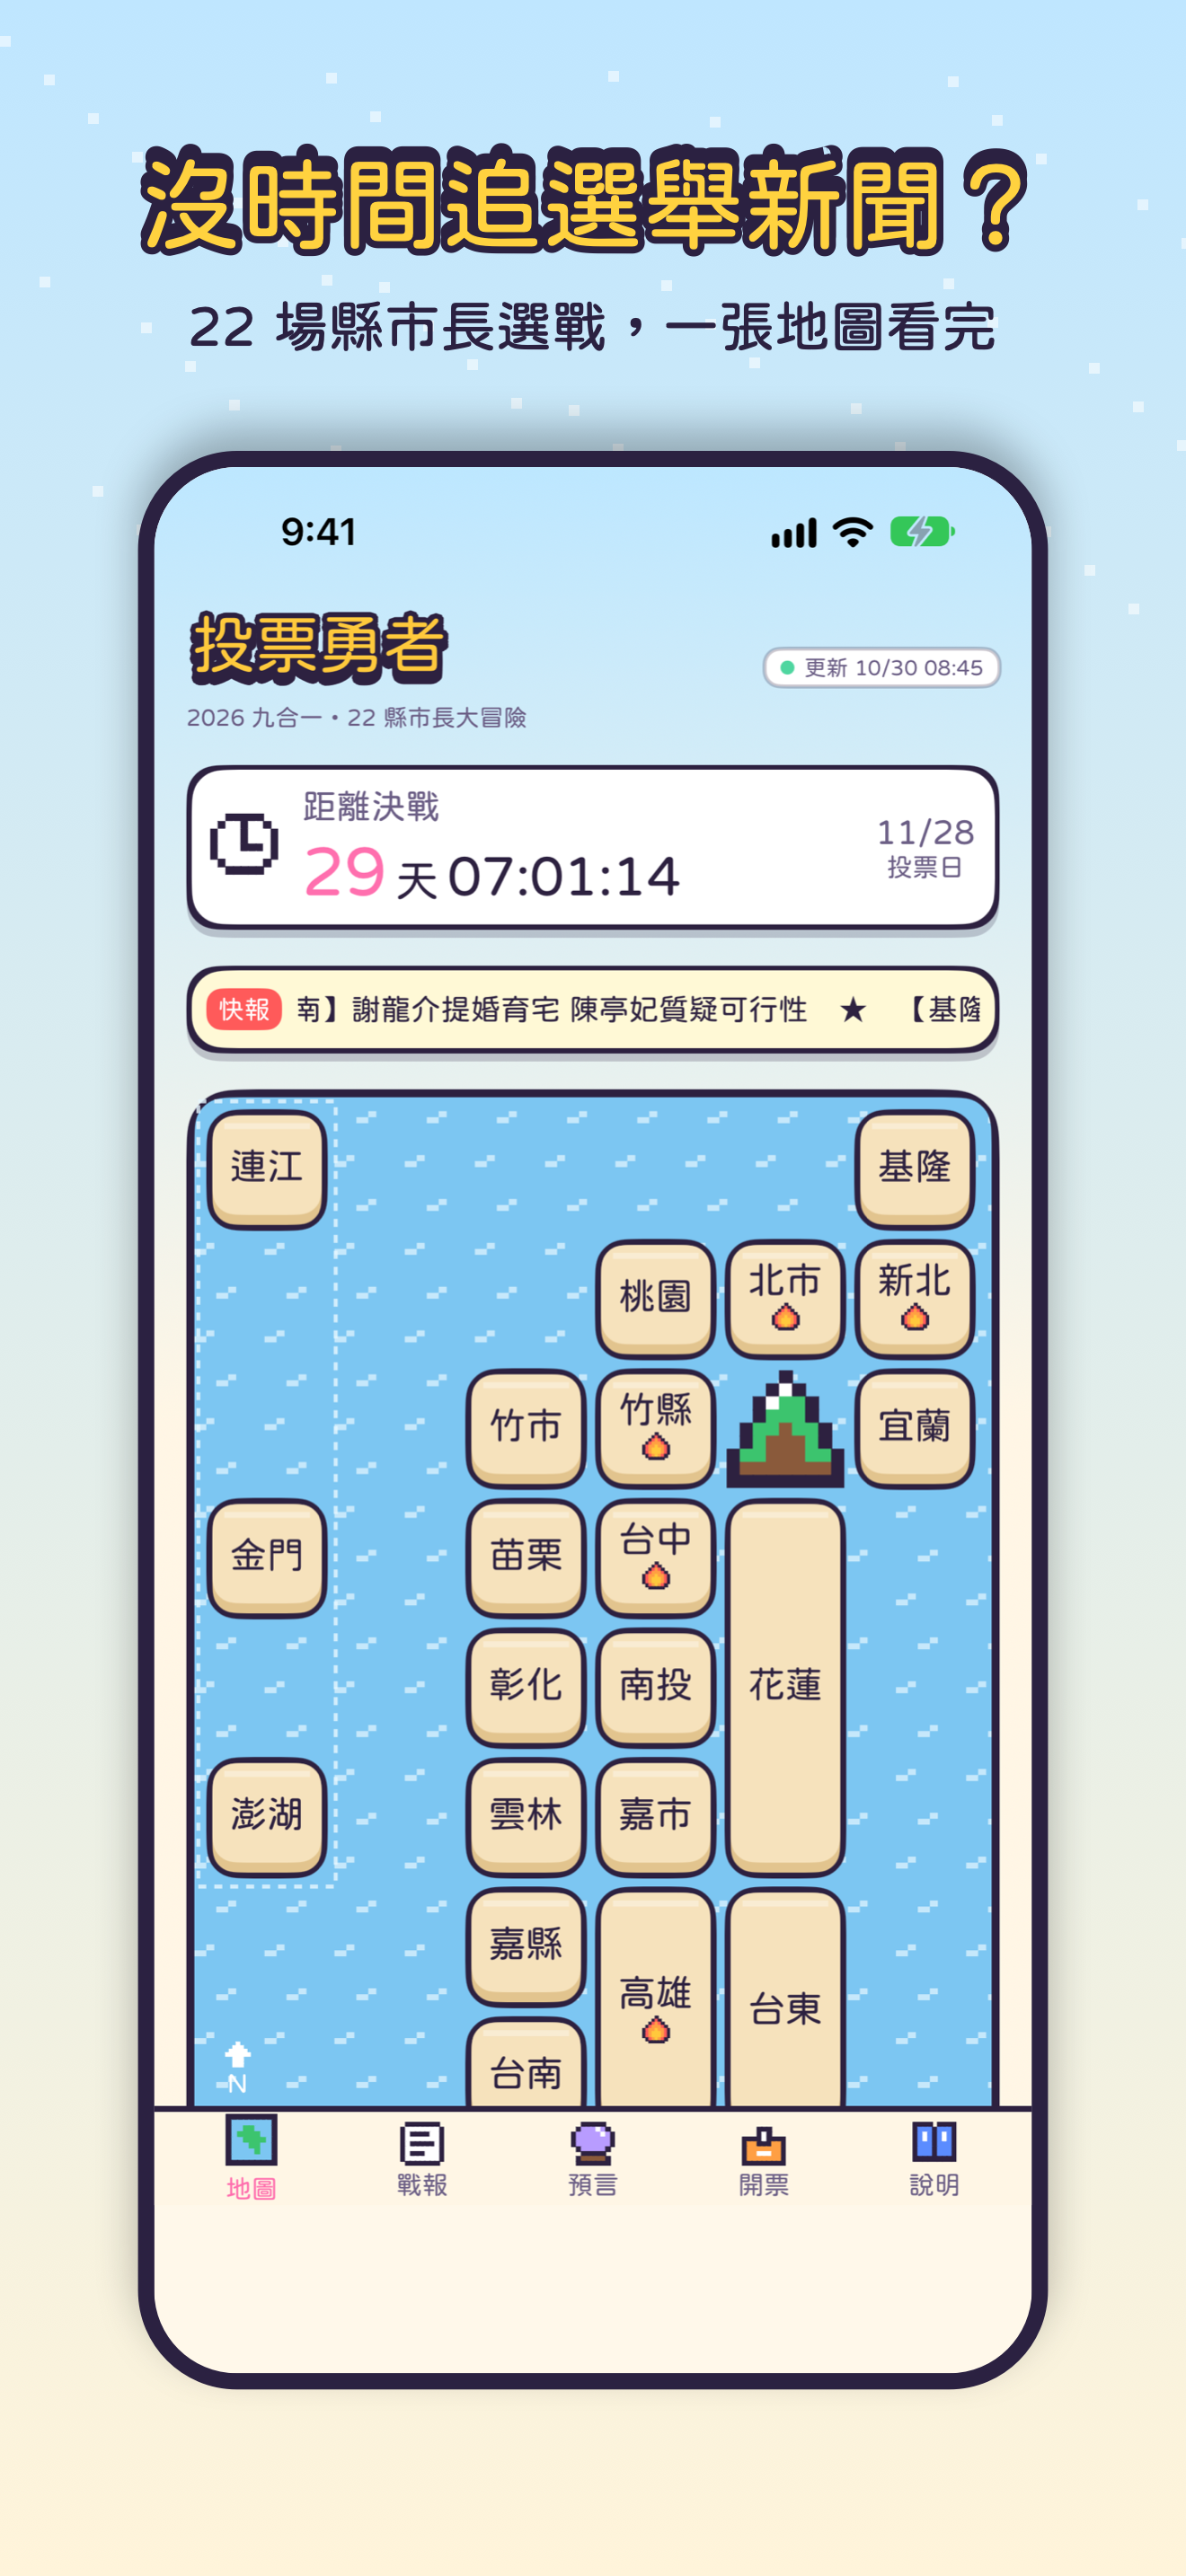 沒時間追選舉新聞？
22 場縣市長選戰，一張地圖看完
9:41
投票勇者
更新 10/30 08:45
2026 九合一・22 縣市長大冒險
距離決戰
29 天 07:01:14
11/28
投票日
快報 南】謝龍介提婚育宅 陳亭妃質疑可行性 ★ 【基隆
連江 基隆
桃園 北市 新北
竹市 竹縣 宜蘭
金門 苗栗 台中
彰化 南投 花蓮
澎湖 雲林 嘉市
嘉縣
高雄 台東
台南
N
地圖 戰報 預言 開票 說明